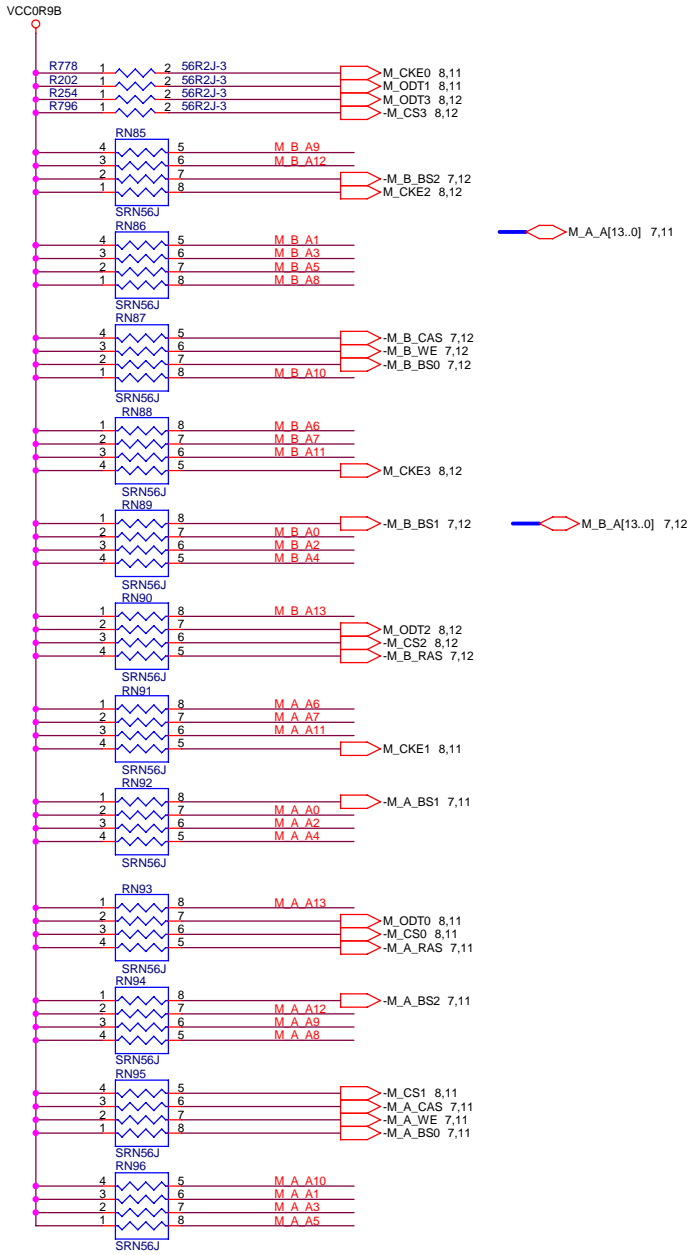 VCC0R9B
R778 1 2 56R2J-3 M_CKE0 8,11
R202 1 2 56R2J-3 M_ODT1 8,11
R254 1 2 56R2J-3 M_ODT3 8,12
R796 1 2 56R2J-3 -M_CS3 8,12
RN85
4 5 M_B_A9
3 6 M_B_A12
2 7 -M_B_BS2 7,12
1 8 M_CKE2 8,12
SRN56J
RN86
M_A_A[13..0] 7,11
4 5 M_B_A1
3 6 M_B_A3
2 7 M_B_A5
1 8 M_B_A8
SRN56J
RN87
4 5 -M_B_CAS 7,12
3 6 -M_B_WE 7,12
2 7 -M_B_BS0 7,12
1 8 M_B_A10
SRN56J
RN88
1 8 M_B_A6
2 7 M_B_A7
3 6 M_B_A11
4 5 M_CKE3 8,12
SRN56J
RN89
1 8 -M_B_BS1 7,12 M_B_A[13..0] 7,12
2 7 M_B_A0
3 6 M_B_A2
4 5 M_B_A4
SRN56J
RN90
1 8 M_B_A13
2 7 M_ODT2 8,12
3 6 -M_CS2 8,12
4 5 -M_B_RAS 7,12
SRN56J
RN91
1 8 M_A_A6
2 7 M_A_A7
3 6 M_A_A11
4 5 M_CKE1 8,11
SRN56J
RN92
1 8 -M_A_BS1 7,11
2 7 M_A_A0
3 6 M_A_A2
4 5 M_A_A4
SRN56J
RN93
1 8 M_A_A13
2 7 M_ODT0 8,11
3 6 -M_CS0 8,11
4 5 -M_A_RAS 7,11
SRN56J
RN94
1 8 -M_A_BS2 7,11
2 7 M_A_A12
3 6 M_A_A9
4 5 M_A_A8
SRN56J
RN95
4 5 -M_CS1 8,11
3 6 -M_A_CAS 7,11
2 7 -M_A_WE 7,11
1 8 -M_A_BS0 7,11
SRN56J
RN96
4 5 M_A_A10
3 6 M_A_A1
2 7 M_A_A3
1 8 M_A_A5
SRN56J